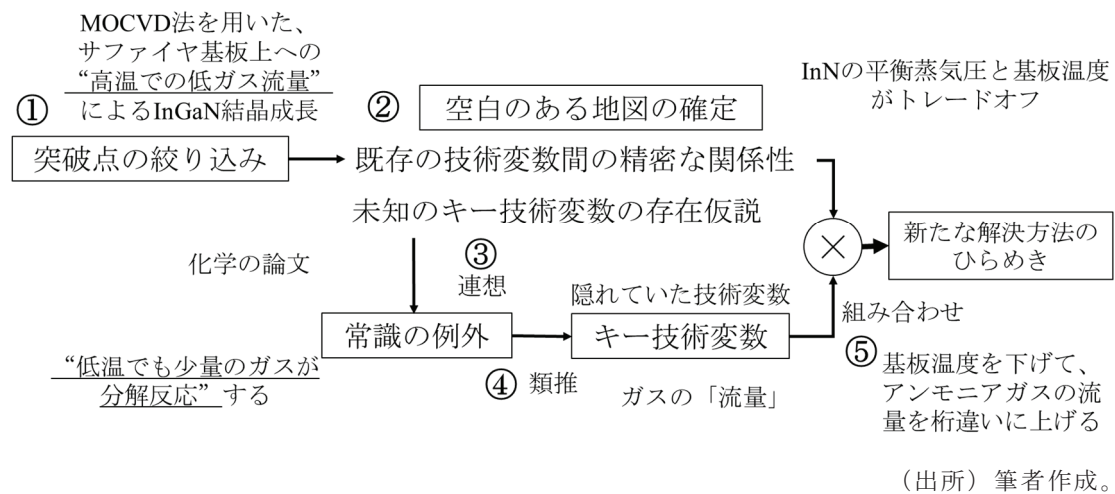 MOCVD法を用いた、
サファイヤ基板上への
“高温での低ガス流量”
によるInGaN結晶成長
①
突破点の絞り込み
②
空白のある地図の確定
既存の技術変数間の精密な関係性
未知のキー技術変数の存在仮説
InNの平衡蒸気圧と基板温度
がトレードオフ
×
新たな解決方法の
ひらめき
化学の論文
③
連想
常識の例外
“低温でも少量のガスが
分解反応”する
④
類推
隠れていた技術変数
キー技術変数
ガスの「流量」
組み合わせ
⑤
基板温度を下げて、
アンモニアガスの流
量を桁違いに上げる
（出所）筆者作成。